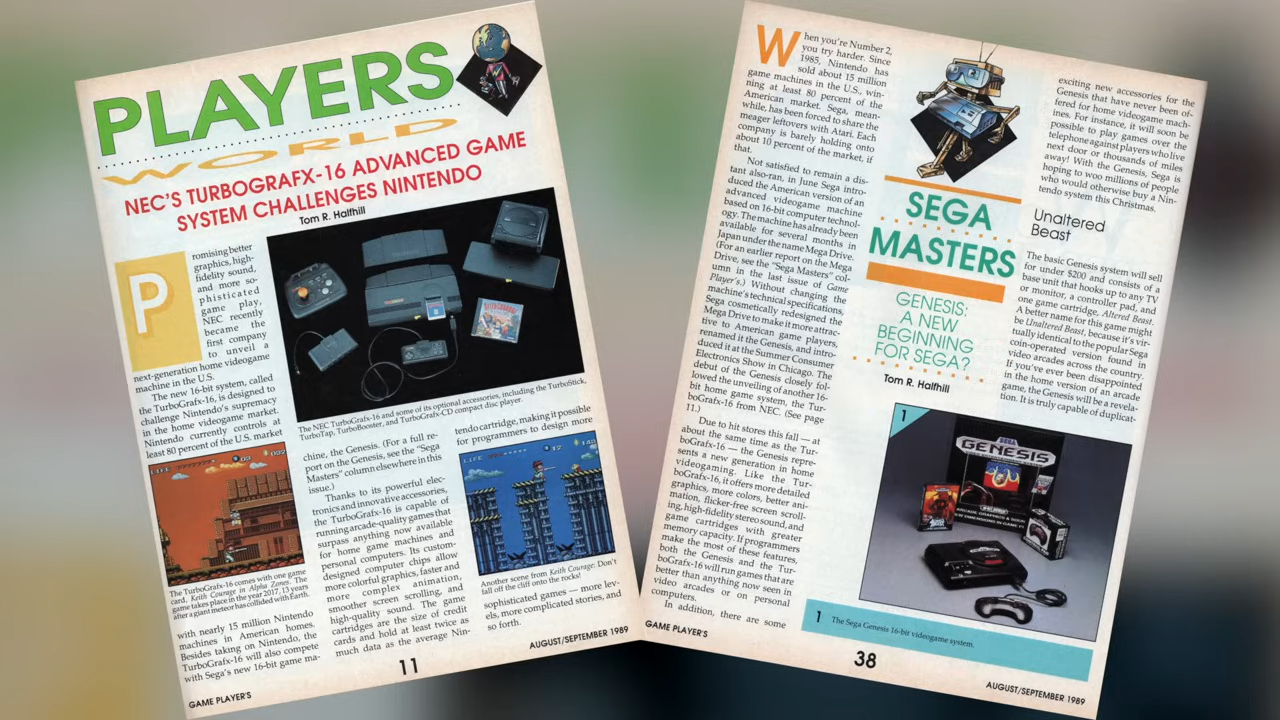 PLAYERS
WORLD
NEC'S TURBOGRAFX-16 ADVANCED GAME
SYSTEM CHALLENGES NINTENDO
Tom R. Halfhill
Promising better
graphics, high-
fidelity sound,
and more so-
phisticated
game play,
NEC recently
became the
first company
to unveil a
next-generation home videogame
machine in the U.S.
The new 16-bit system, called
the TurboGrafx-16, is designed to
challenge Nintendo's supremacy
in the home videogame market.
Nintendo currently controls at
least 80 percent of the U.S. market
The TurboGrafx-16 comes with one game
card, Keith Courage in Alpha Zones. The
game takes place in the year 2017, 13 years
after a giant meteor has collided with Earth.
with nearly 15 million Nintendo
machines in American homes.
Besides taking on Nintendo, the
TurboGrafx-16 will also compete
with Sega's new 16-bit game ma-
The NEC TurboGrafx-16 and some of its optional accessories, including the TurboStick,
TurboTap, TurboBooster, and TurboGrafx-CD compact disc player.
chine, the Genesis. (For a full re-
port on the Genesis, see the "Sega
Masters" column elsewhere in this
issue.)
Thanks to its powerful elec-
tronics and innovative accessories,
the TurboGrafx-16 is capable of
running arcade-quality games that
surpass anything now available
for home game machines and
personal computers. Its custom-
designed computer chips allow
more colorful graphics, faster and
more complex animation,
smoother screen scrolling, and
high-quality sound. The game
cartridges are the size of credit
cards and hold at least twice as
much data as the average Nin-
tendo cartridge, making it possible
for programmers to design more
Another scene from Keith Courage: Don't
fall off the cliff onto the rocks!
sophisticated games — more lev-
els, more complicated stories, and
so forth.
AUGUST/SEPTEMBER 1989
11
GAME PLAYER'S
When you're Number 2,
you try harder. Since
1985, Nintendo has
sold about 15 million
game machines in the U.S., win-
ning at least 80 percent of the
American market. Sega, mean-
while, has been forced to share the
meager leftovers with Atari. Each
company is barely holding onto
about 10 percent of the market, if
that.
Not satisfied to remain a dis-
tant also-ran, in June Sega intro-
duced the American version of an
advanced videogame machine
based on 16-bit computer technol-
ogy. The machine has already been
available for several months in
Japan under the name Mega Drive.
(For an earlier report on the Mega
Drive, see the "Sega Masters" col-
umn in the last issue of Game
Player's.) Without changing the
machine's technical specifications,
Sega cosmetically redesigned the
Mega Drive to make it more attrac-
tive to American game players,
renamed it the Genesis, and intro-
duced it at the Summer Consumer
Electronics Show in Chicago. The
debut of the Genesis closely fol-
lowed the unveiling of another 16-
bit home game system, the Tur-
boGrafx-16 from NEC. (See page
11.)
Due to hit stores this fall — at
about the same time as the Tur-
boGrafx-16 — the Genesis repre-
sents a new generation in home
videogaming. Like the Tur-
boGrafx-16, it offers more detailed
graphics, more colors, better ani-
mation, flicker-free screen scroll-
ing, high-fidelity stereo sound, and
game cartridges with greater
memory capacity. If programmers
make the most of these features,
both the Genesis and the Tur-
boGrafx-16 will run games that are
better than anything now seen in
video arcades or on personal
computers.
In addition, there are some
SEGA
MASTERS
GENESIS:
A NEW
BEGINNING
FOR SEGA?
Tom R. Halfhill
exciting new accessories for the
Genesis that have never been of-
fered for home videogame mach-
ines. For instance, it will soon be
possible to play games over the
telephone against players who live
next door or thousands of miles
away! With the Genesis, Sega is
hoping to woo millions of people
who would otherwise buy a Nin-
tendo system this Christmas.
Unaltered
Beast
The basic Genesis system will sell
for under $200 and consists of a
base unit that hooks up to any TV
or monitor, a controller pad, and
one game cartridge, Altered Beast.
A better name for this game might
be Unaltered Beast, because it's vir-
tually identical to the popular Sega
coin-operated version found in
video arcades across the country.
If you've ever been disappointed
in the home version of an arcade
game, the Genesis will be a revela-
tion. It is truly capable of duplicat-
1
SEGA
GENESIS
1 The Sega Genesis 16-bit videogame system.
GAME PLAYER'S
38
AUGUST/SEPTEMBER 1989